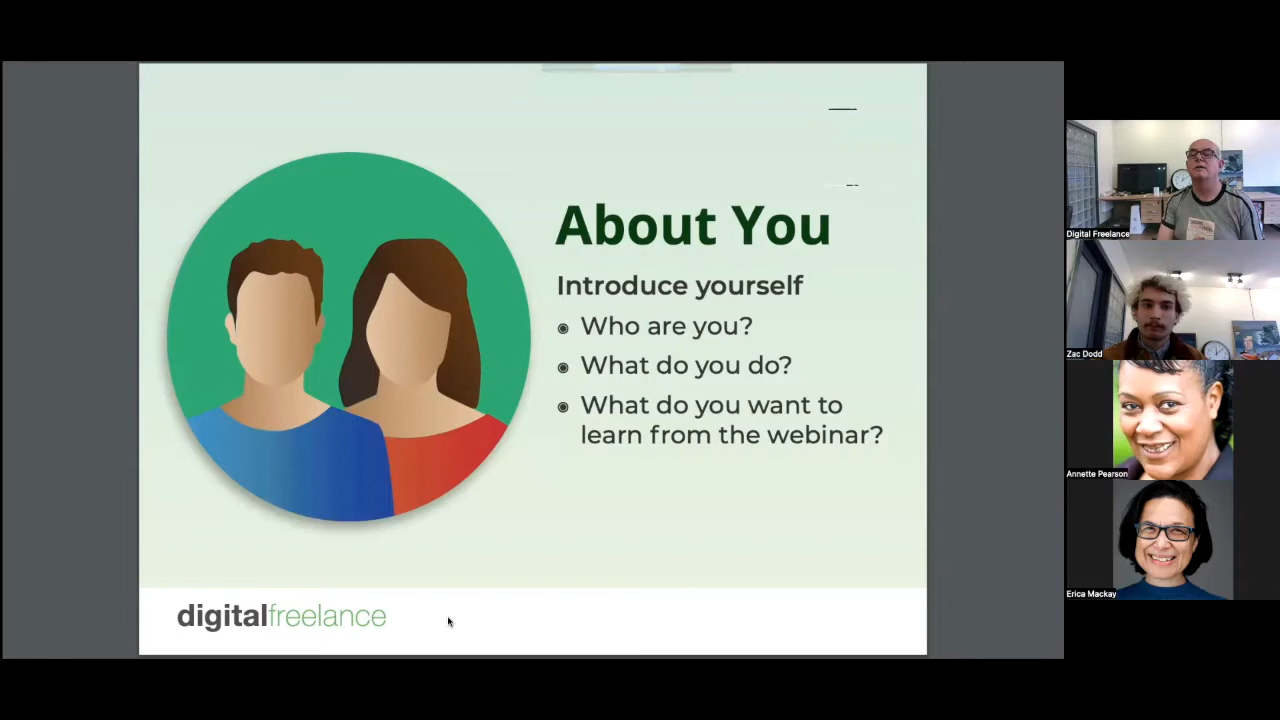 About You
Introduce yourself
Who are you?
What do you do?
What do you want to
learn from the webinar?
digitalfreelance
Digital Freelance
Zac Dodd
Annette Pearson
Erica Mackay